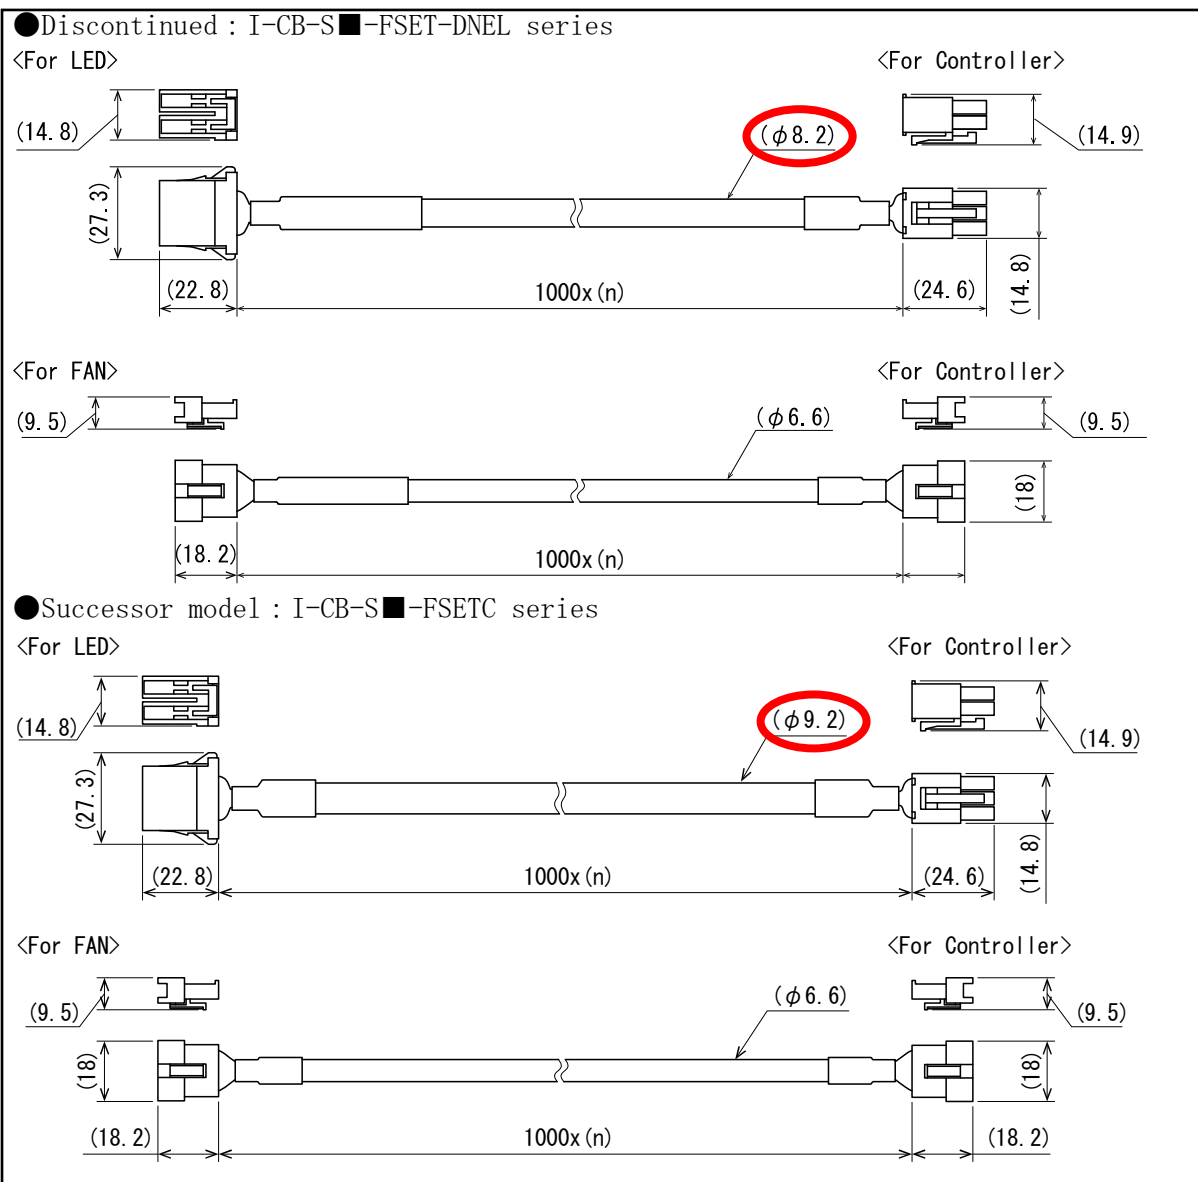 ●Discontinued：I-CB-S■-FSET-DNEL series
<For LED>
<For Controller>
(14.8)
(φ8.2)
(14.9)
(27.3)
(22.8)
1000x(n)
(24.6)
(14.8)
<For FAN>
<For Controller>
(9.5)
(φ6.6)
(9.5)
(18)
(18.2)
1000x(n)
●Successor model：I-CB-S■-FSETC series
<For LED>
<For Controller>
(14.8)
(φ9.2)
(14.9)
(27.3)
(22.8)
1000x(n)
(24.6)
(14.8)
<For FAN>
<For Controller>
(9.5)
(φ6.6)
(9.5)
(18)
(18)
(18.2)
1000x(n)
(18.2)